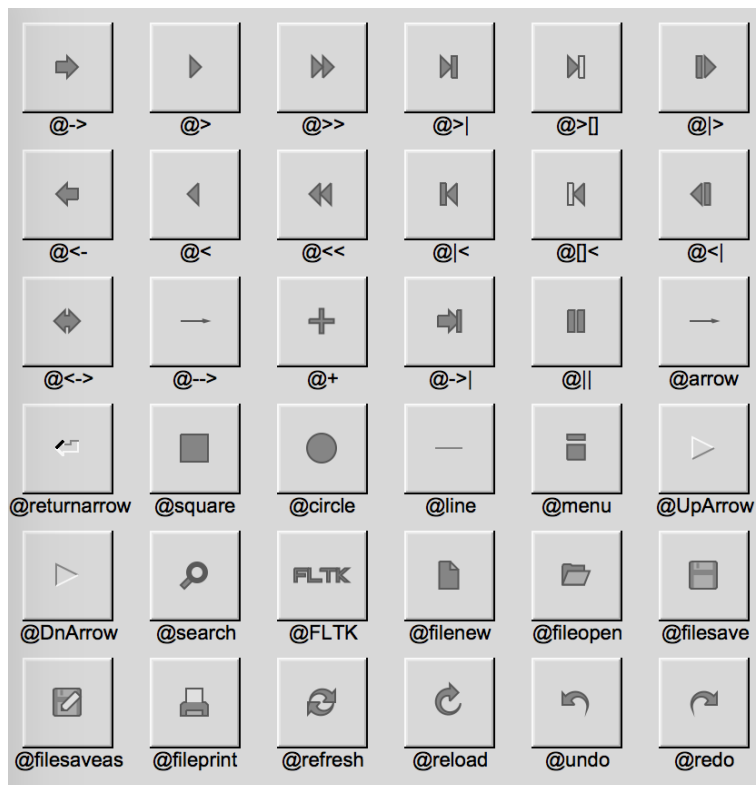 @-> @> @>> @>| @>[] @|>
@<- @< @<< @|< @[]< @<|
@<-> @--> @+ @->| @|| @arrow
@returnarrow @square @circle @line @menu @UpArrow
FLTK
@DnArrow @search @FLTK @filenew @fileopen @filesave
@filesaveas @fileprint @refresh @reload @undo @redo